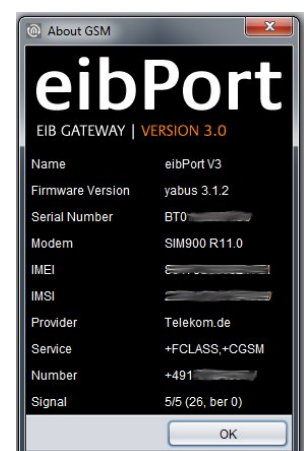 About GSM
eibPort
EIB GATEWAY | VERSION 3.0
Name eibPort V3
Firmware Version yabus 3.1.2
Serial Number BT0
Modem SIM900 R11.0
IMEI
IMSI
Provider Telekom.de
Service +FCLASS,+CGSM
Number +491
Signal 5/5 (26, ber 0)
OK